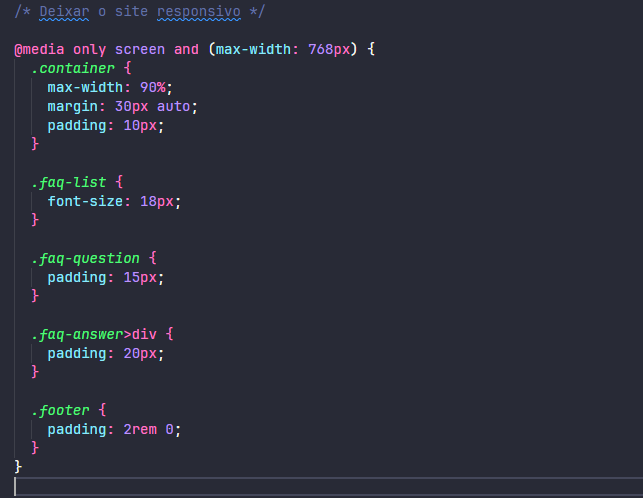 /* Deixar o site responsivo */
@media only screen and (max-width: 768px) {
.container {
max-width: 90%;
margin: 30px auto;
padding: 10px;
}
.faq-list {
font-size: 18px;
}
.faq-question {
padding: 15px;
}
.faq-answer>div {
padding: 20px;
}
.footer {
padding: 2rem 0;
}
}